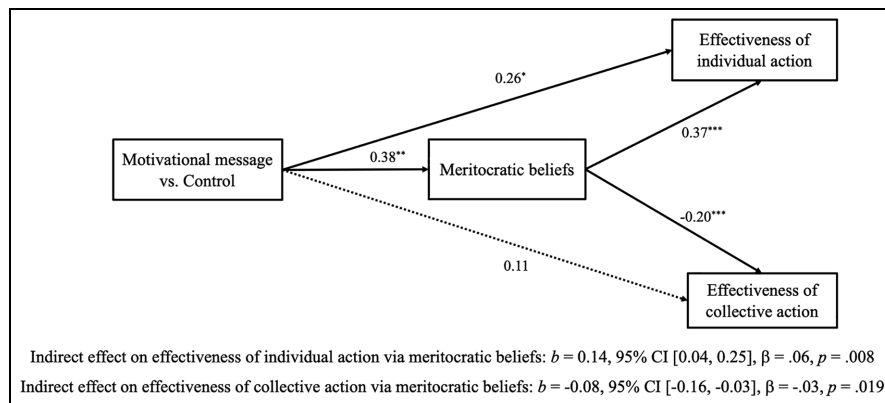 Effectiveness of
individual action
0.26*
Motivational message
vs. Control
0.38**
Meritocratic beliefs
0.37***
-0.20***
0.11
Effectiveness of
collective action
Indirect effect on effectiveness of individual action via meritocratic beliefs: b = 0.14, 95% CI [0.04, 0.25], β = .06, p = .008
Indirect effect on effectiveness of collective action via meritocratic beliefs: b = -0.08, 95% CI [-0.16, -0.03], β = -.03, p = .019